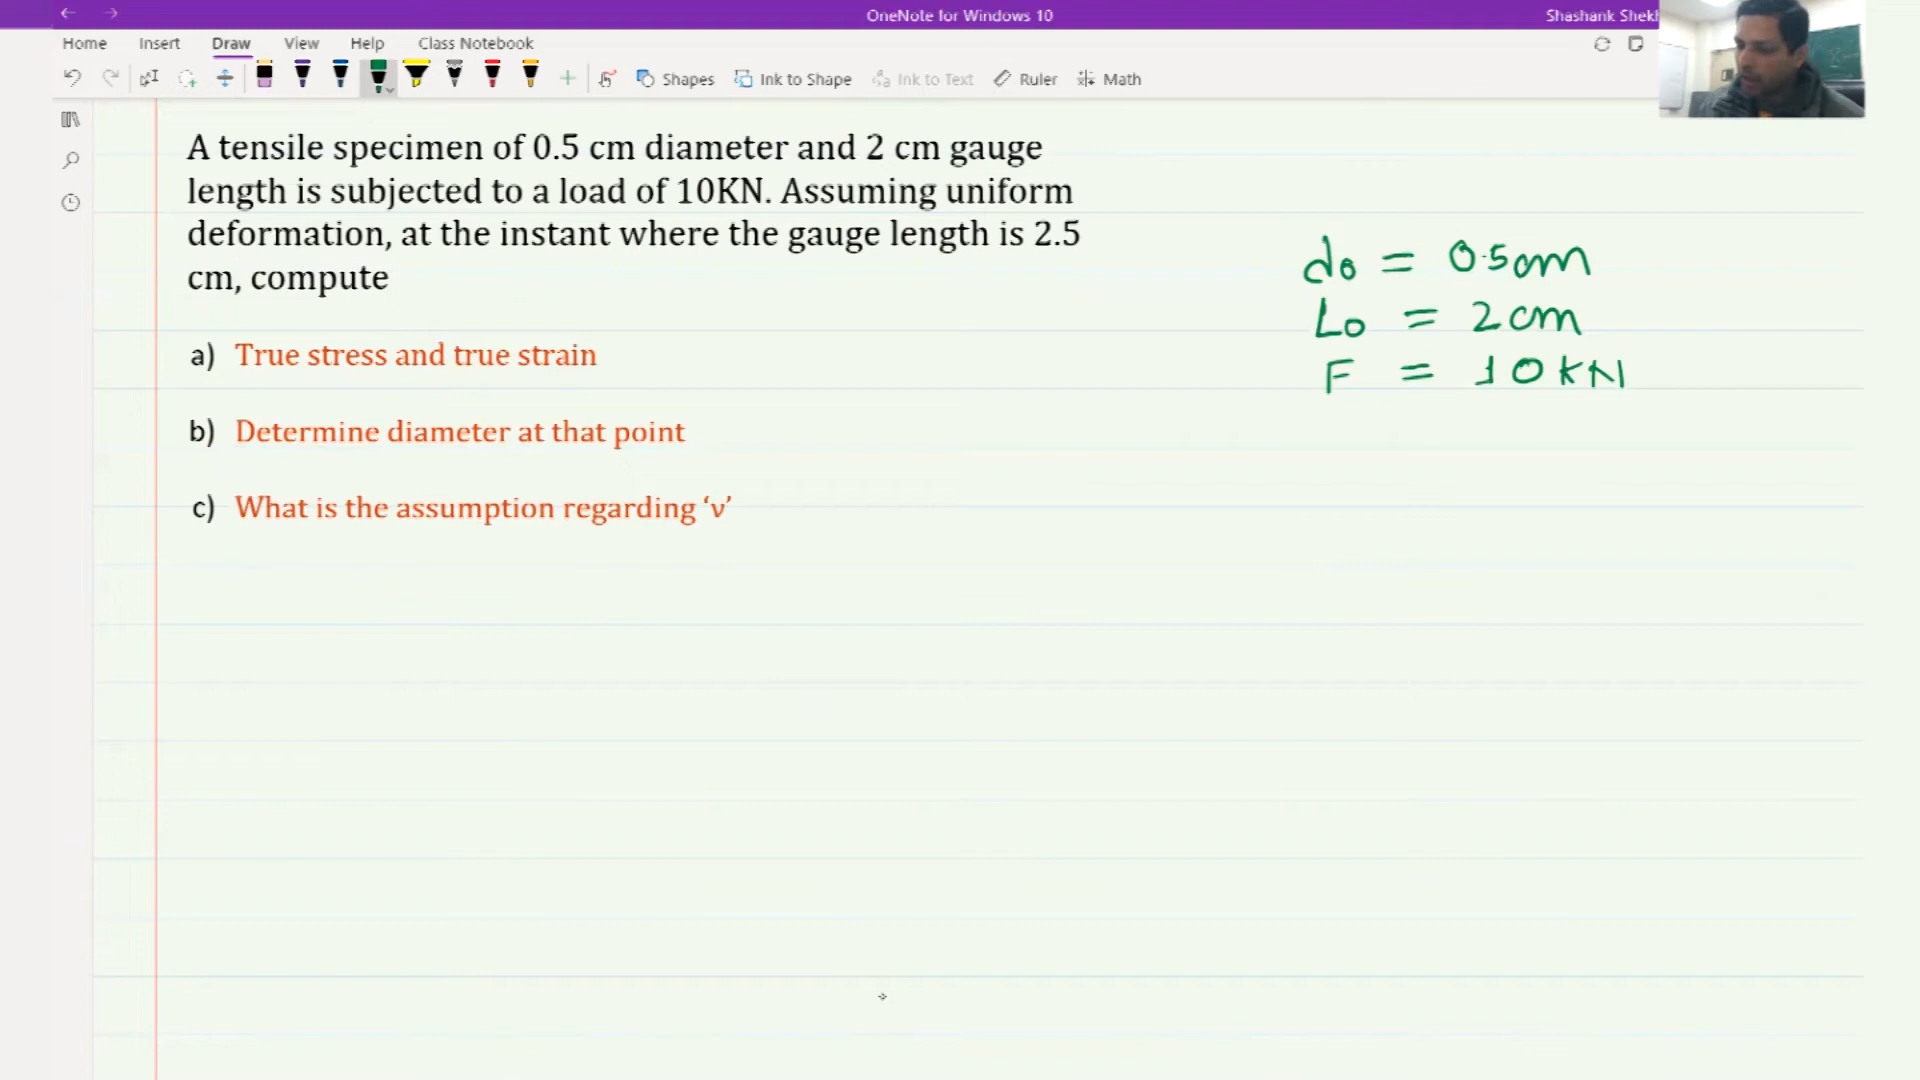 OneNote for Windows 10
Shashank Shekh
Home Insert Draw View Help Class Notebook
Shapes Ink to Shape Ink to Text Ruler Math
A tensile specimen of 0.5 cm diameter and 2 cm gauge
length is subjected to a load of 10KN. Assuming uniform
deformation, at the instant where the gauge length is 2.5
cm, compute
a) True stress and true strain
b) Determine diameter at that point
c) What is the assumption regarding ‘ν’
d0 = 0.5cm
L0 = 2cm
F = 10KN